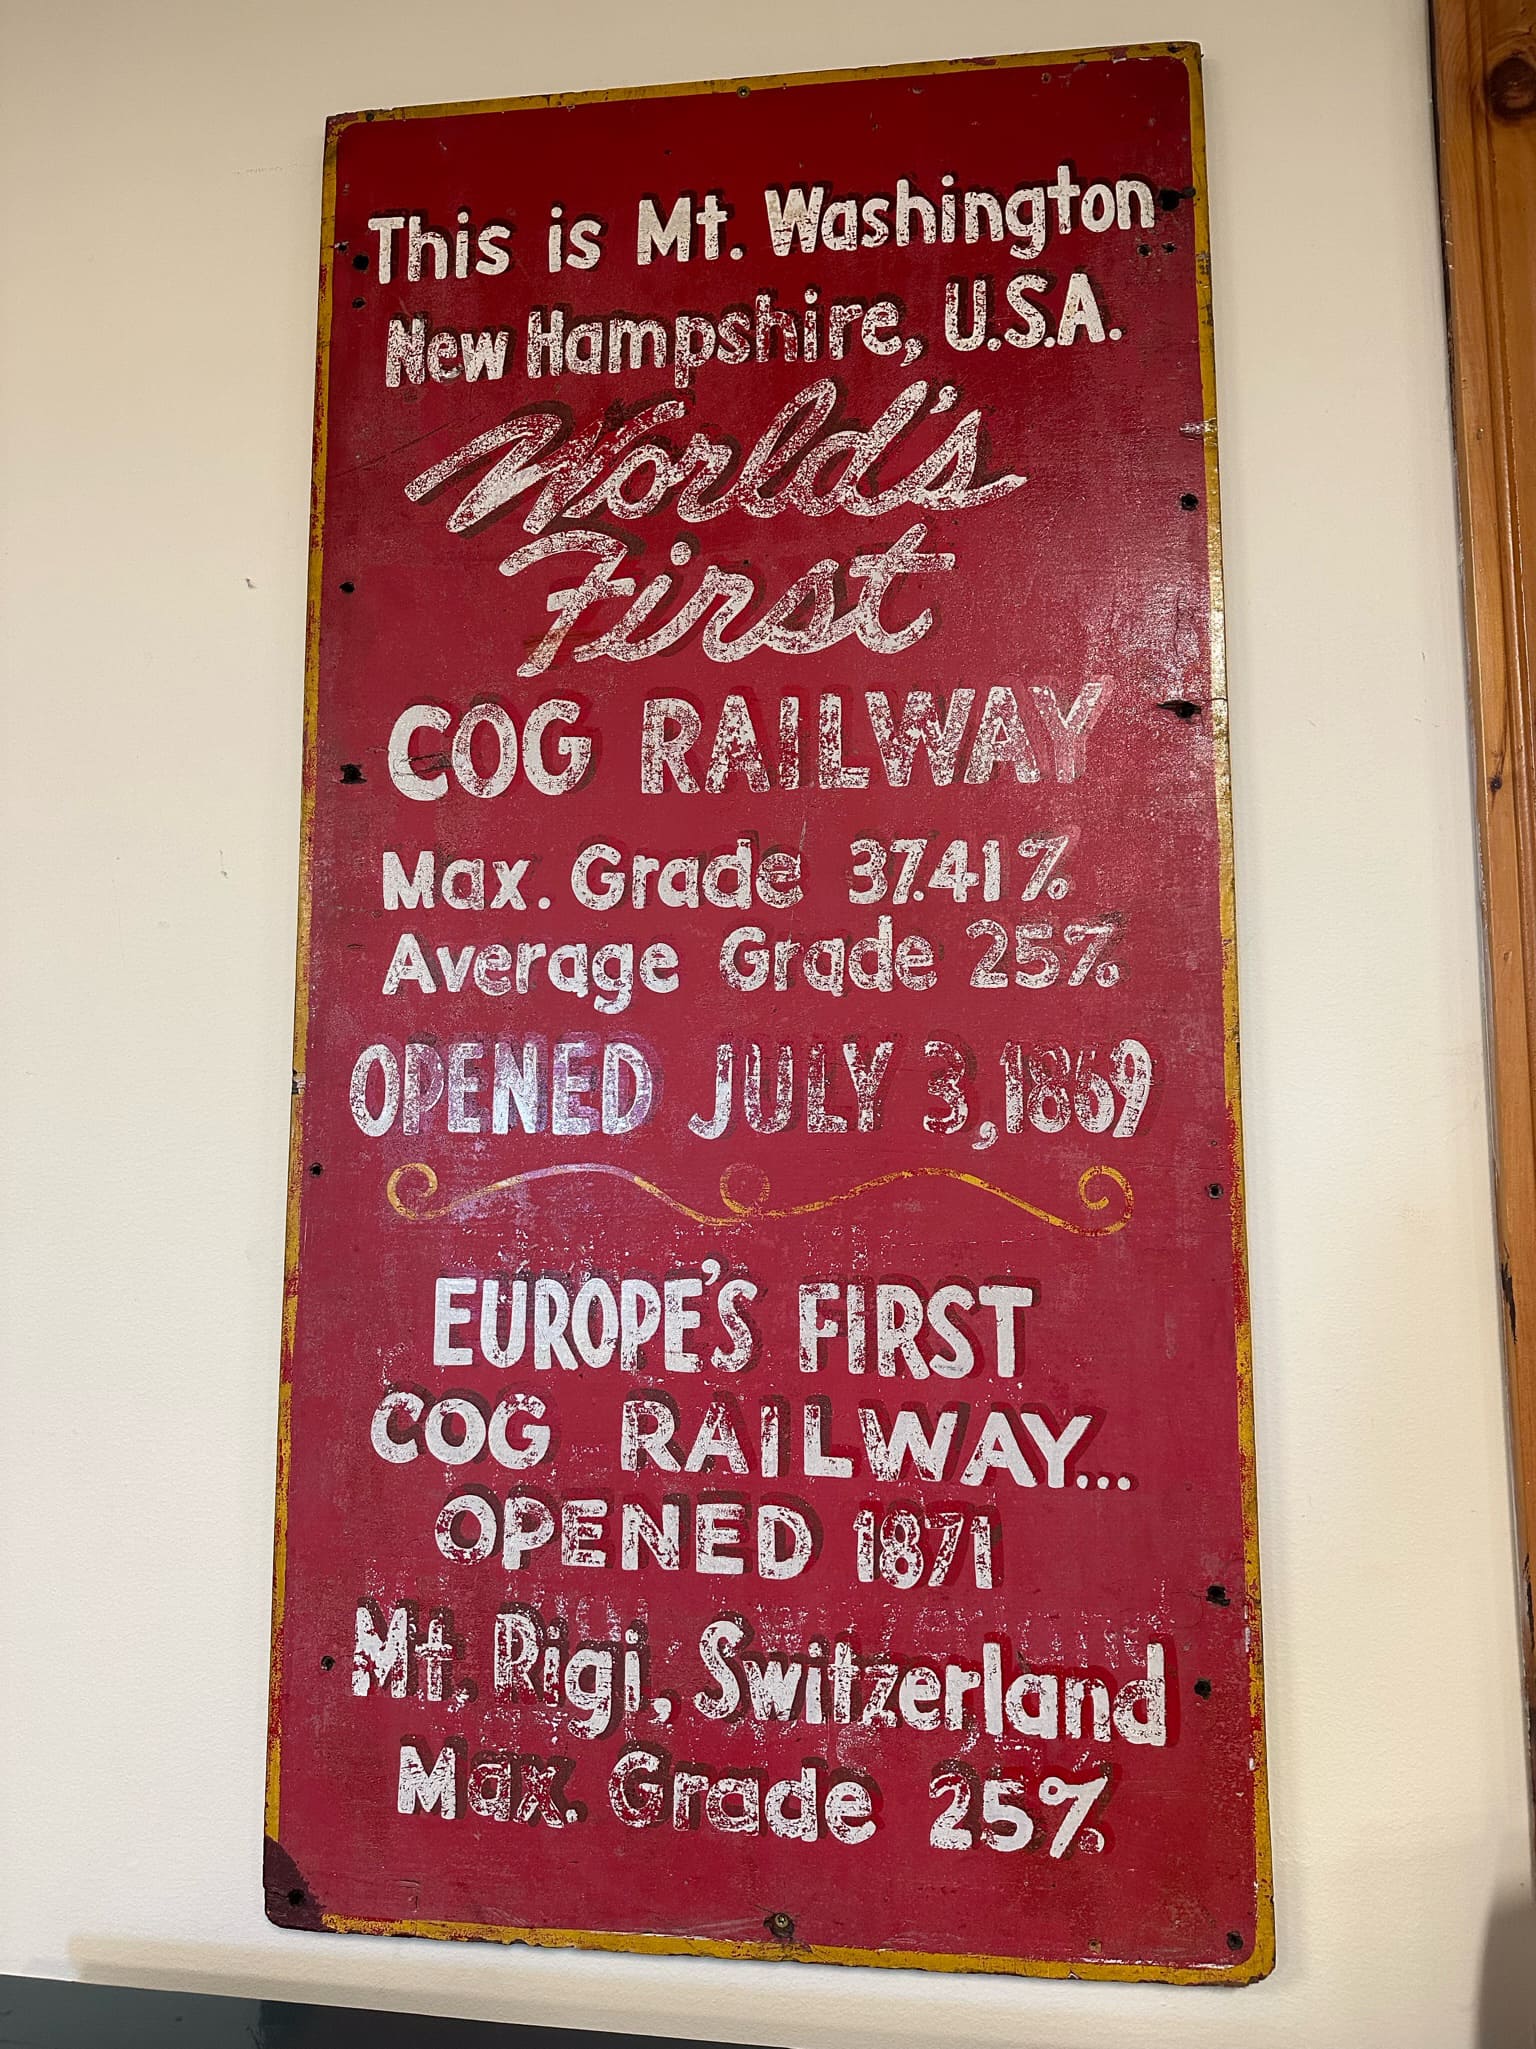 This is Mt. Washington
New Hampshire, U.S.A.
World's
First
COG RAILWAY
Max. Grade 37.41%
Average Grade 25%
OPENED JULY 3, 1869
EUROPE'S FIRST
COG RAILWAY...
OPENED 1871
Mt. Rigi, Switzerland
Max. Grade 25%